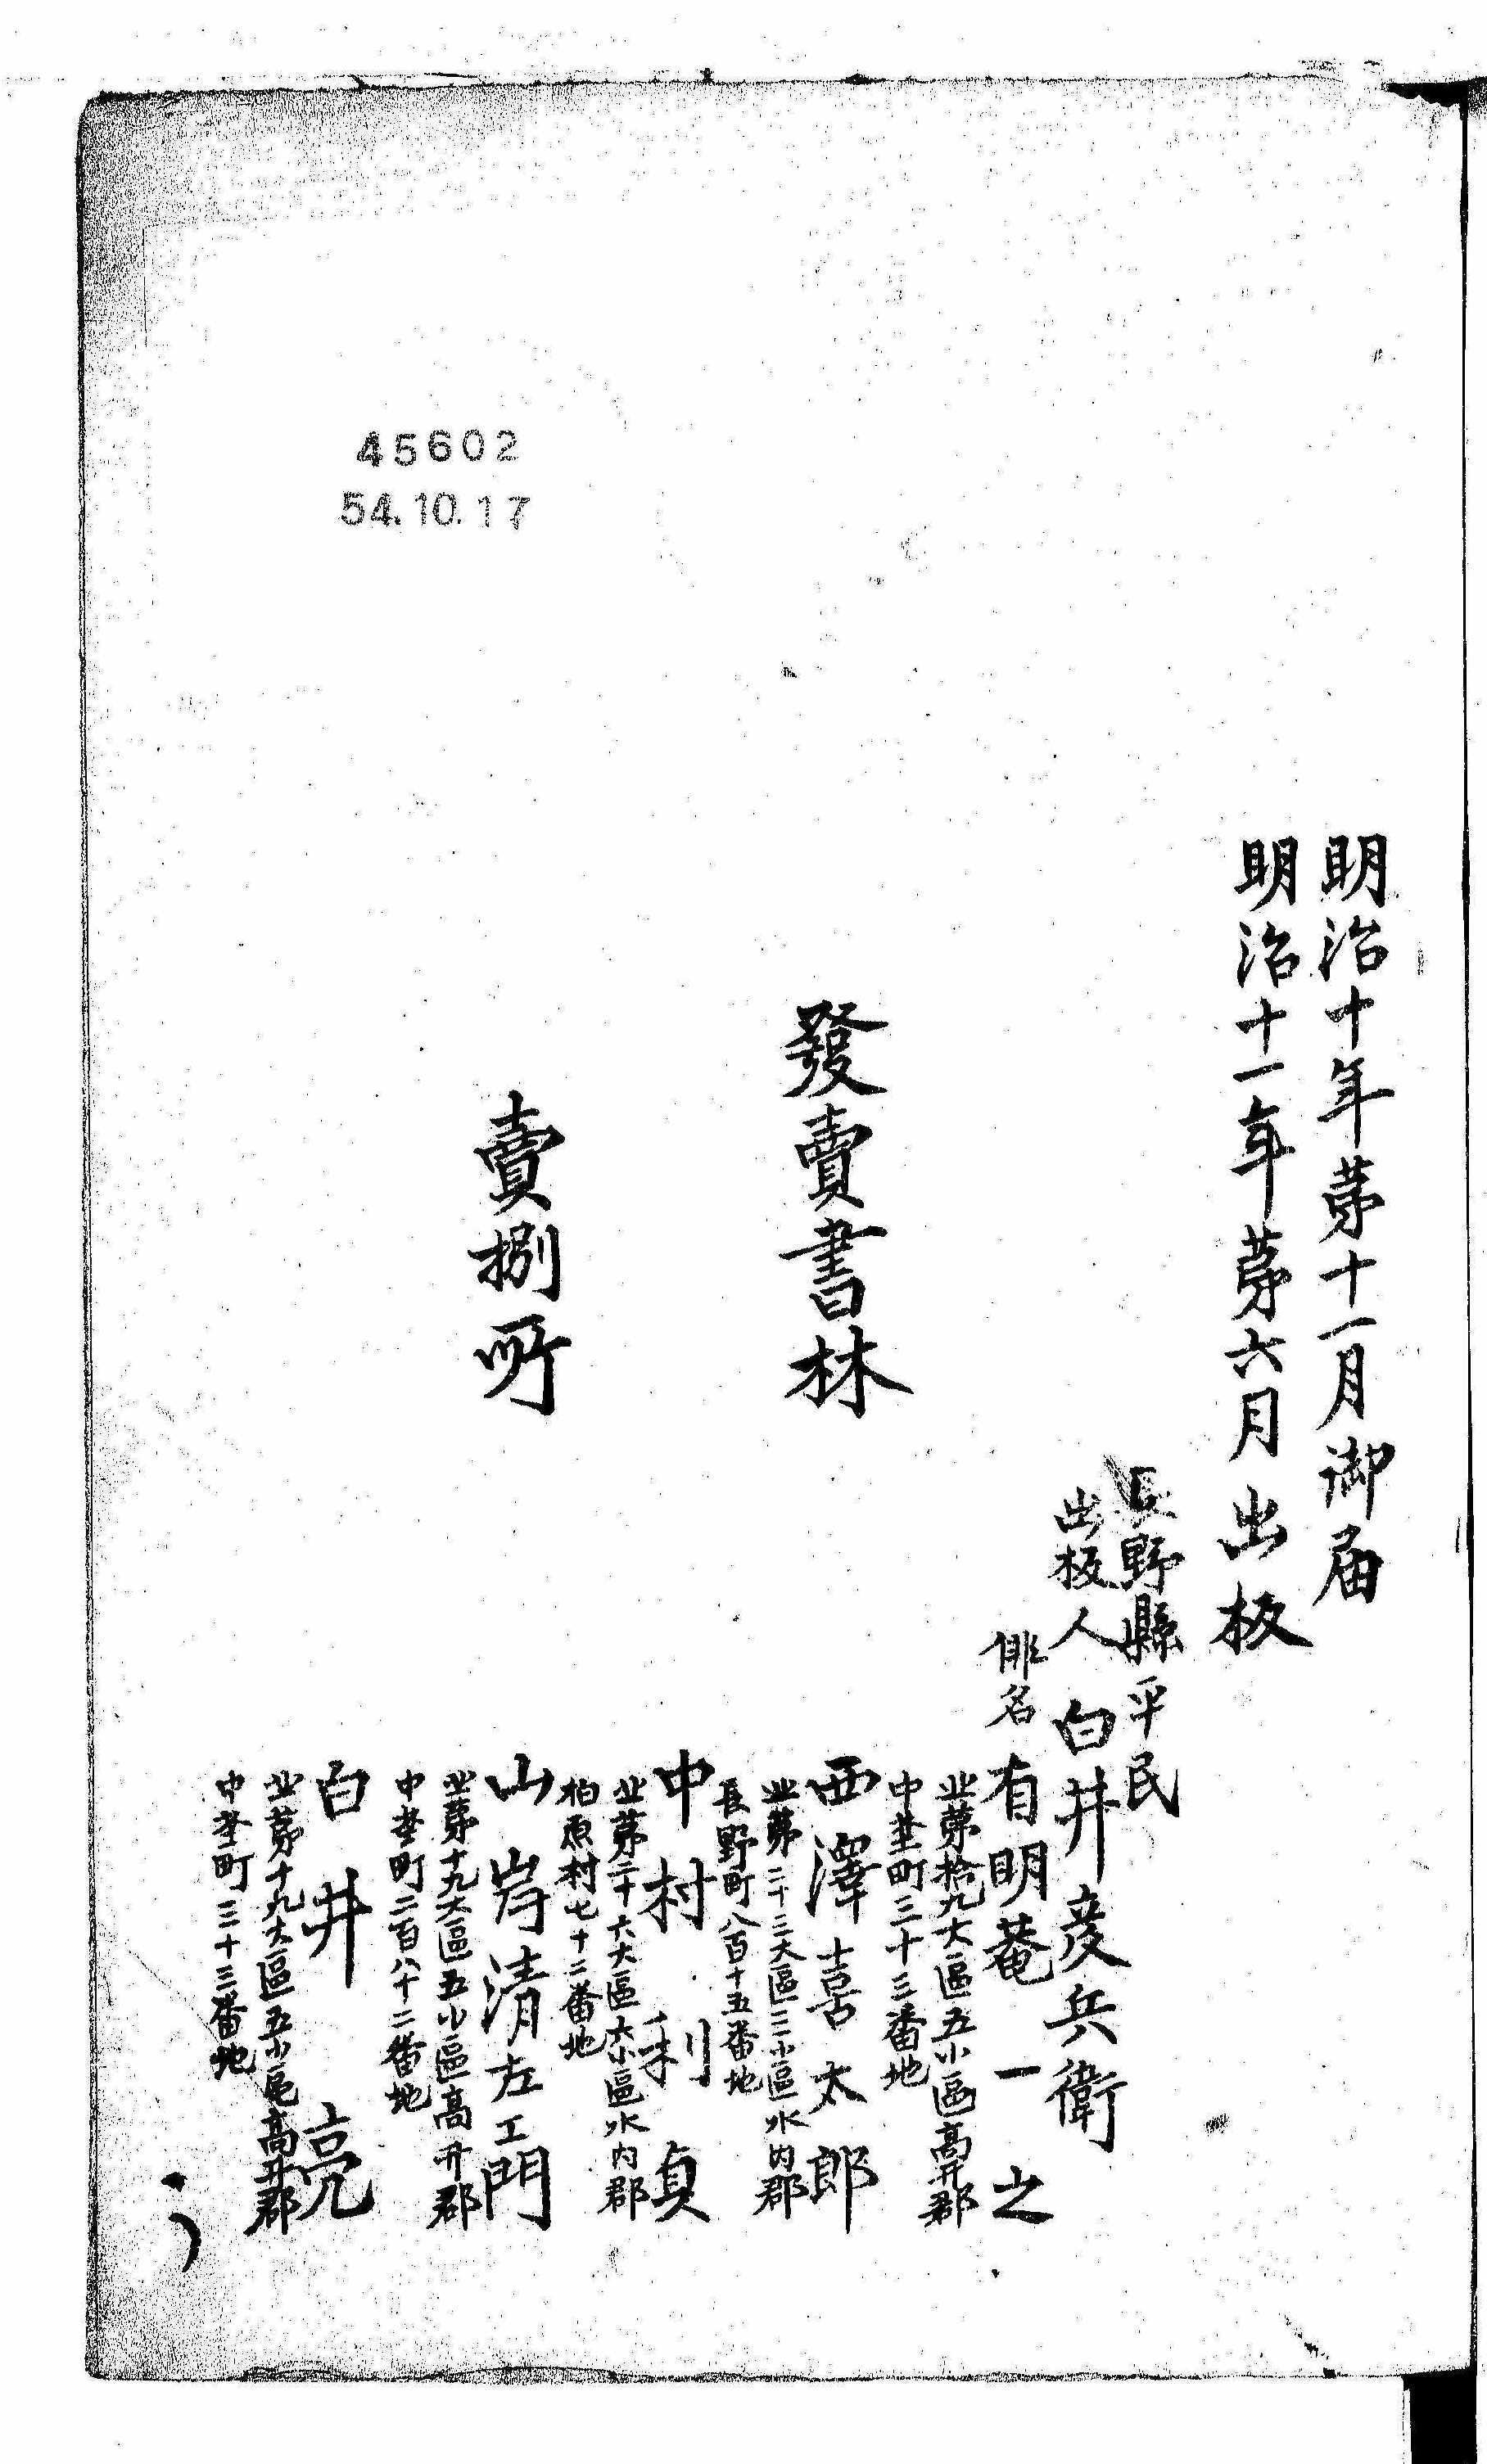 明治十年第十一月御届
明治十一年第六月出板
長野縣平民
出板人 白井彦兵衛
俳名 有明菴一之
北第拾九大區五小區高井郡
中埜町三十三番地
發賣書林
西澤喜太郎
北第二十三大區二小區水内郡
長野町八百十五番地
中村利貞
北第二十六大區六小區水内郡
柏原村七十二番地
賣捌所
山岸清左工門
北第十九大區五小區高井郡
中埜町二百八十二番地
白井亮
北第十九大區五小區高井郡
中埜町三十三番地
45602
54.10.17